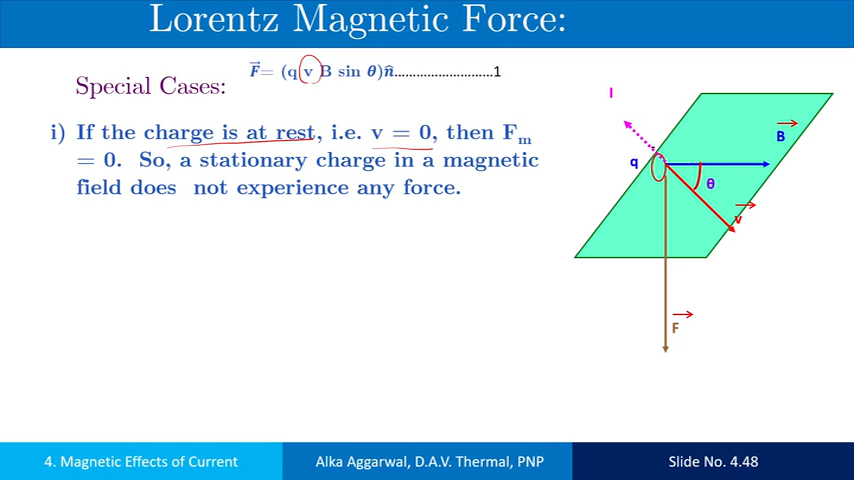 Lorentz Magnetic Force:
F⃗= (q v B sin θ)n̂...........................1
Special Cases:
i) If the charge is at rest, i.e. v = 0, then Fₘ
= 0. So, a stationary charge in a magnetic
field does not experience any force.
I
B
q
θ
v
F
4. Magnetic Effects of Current
Alka Aggarwal, D.A.V. Thermal, PNP
Slide No. 4.48